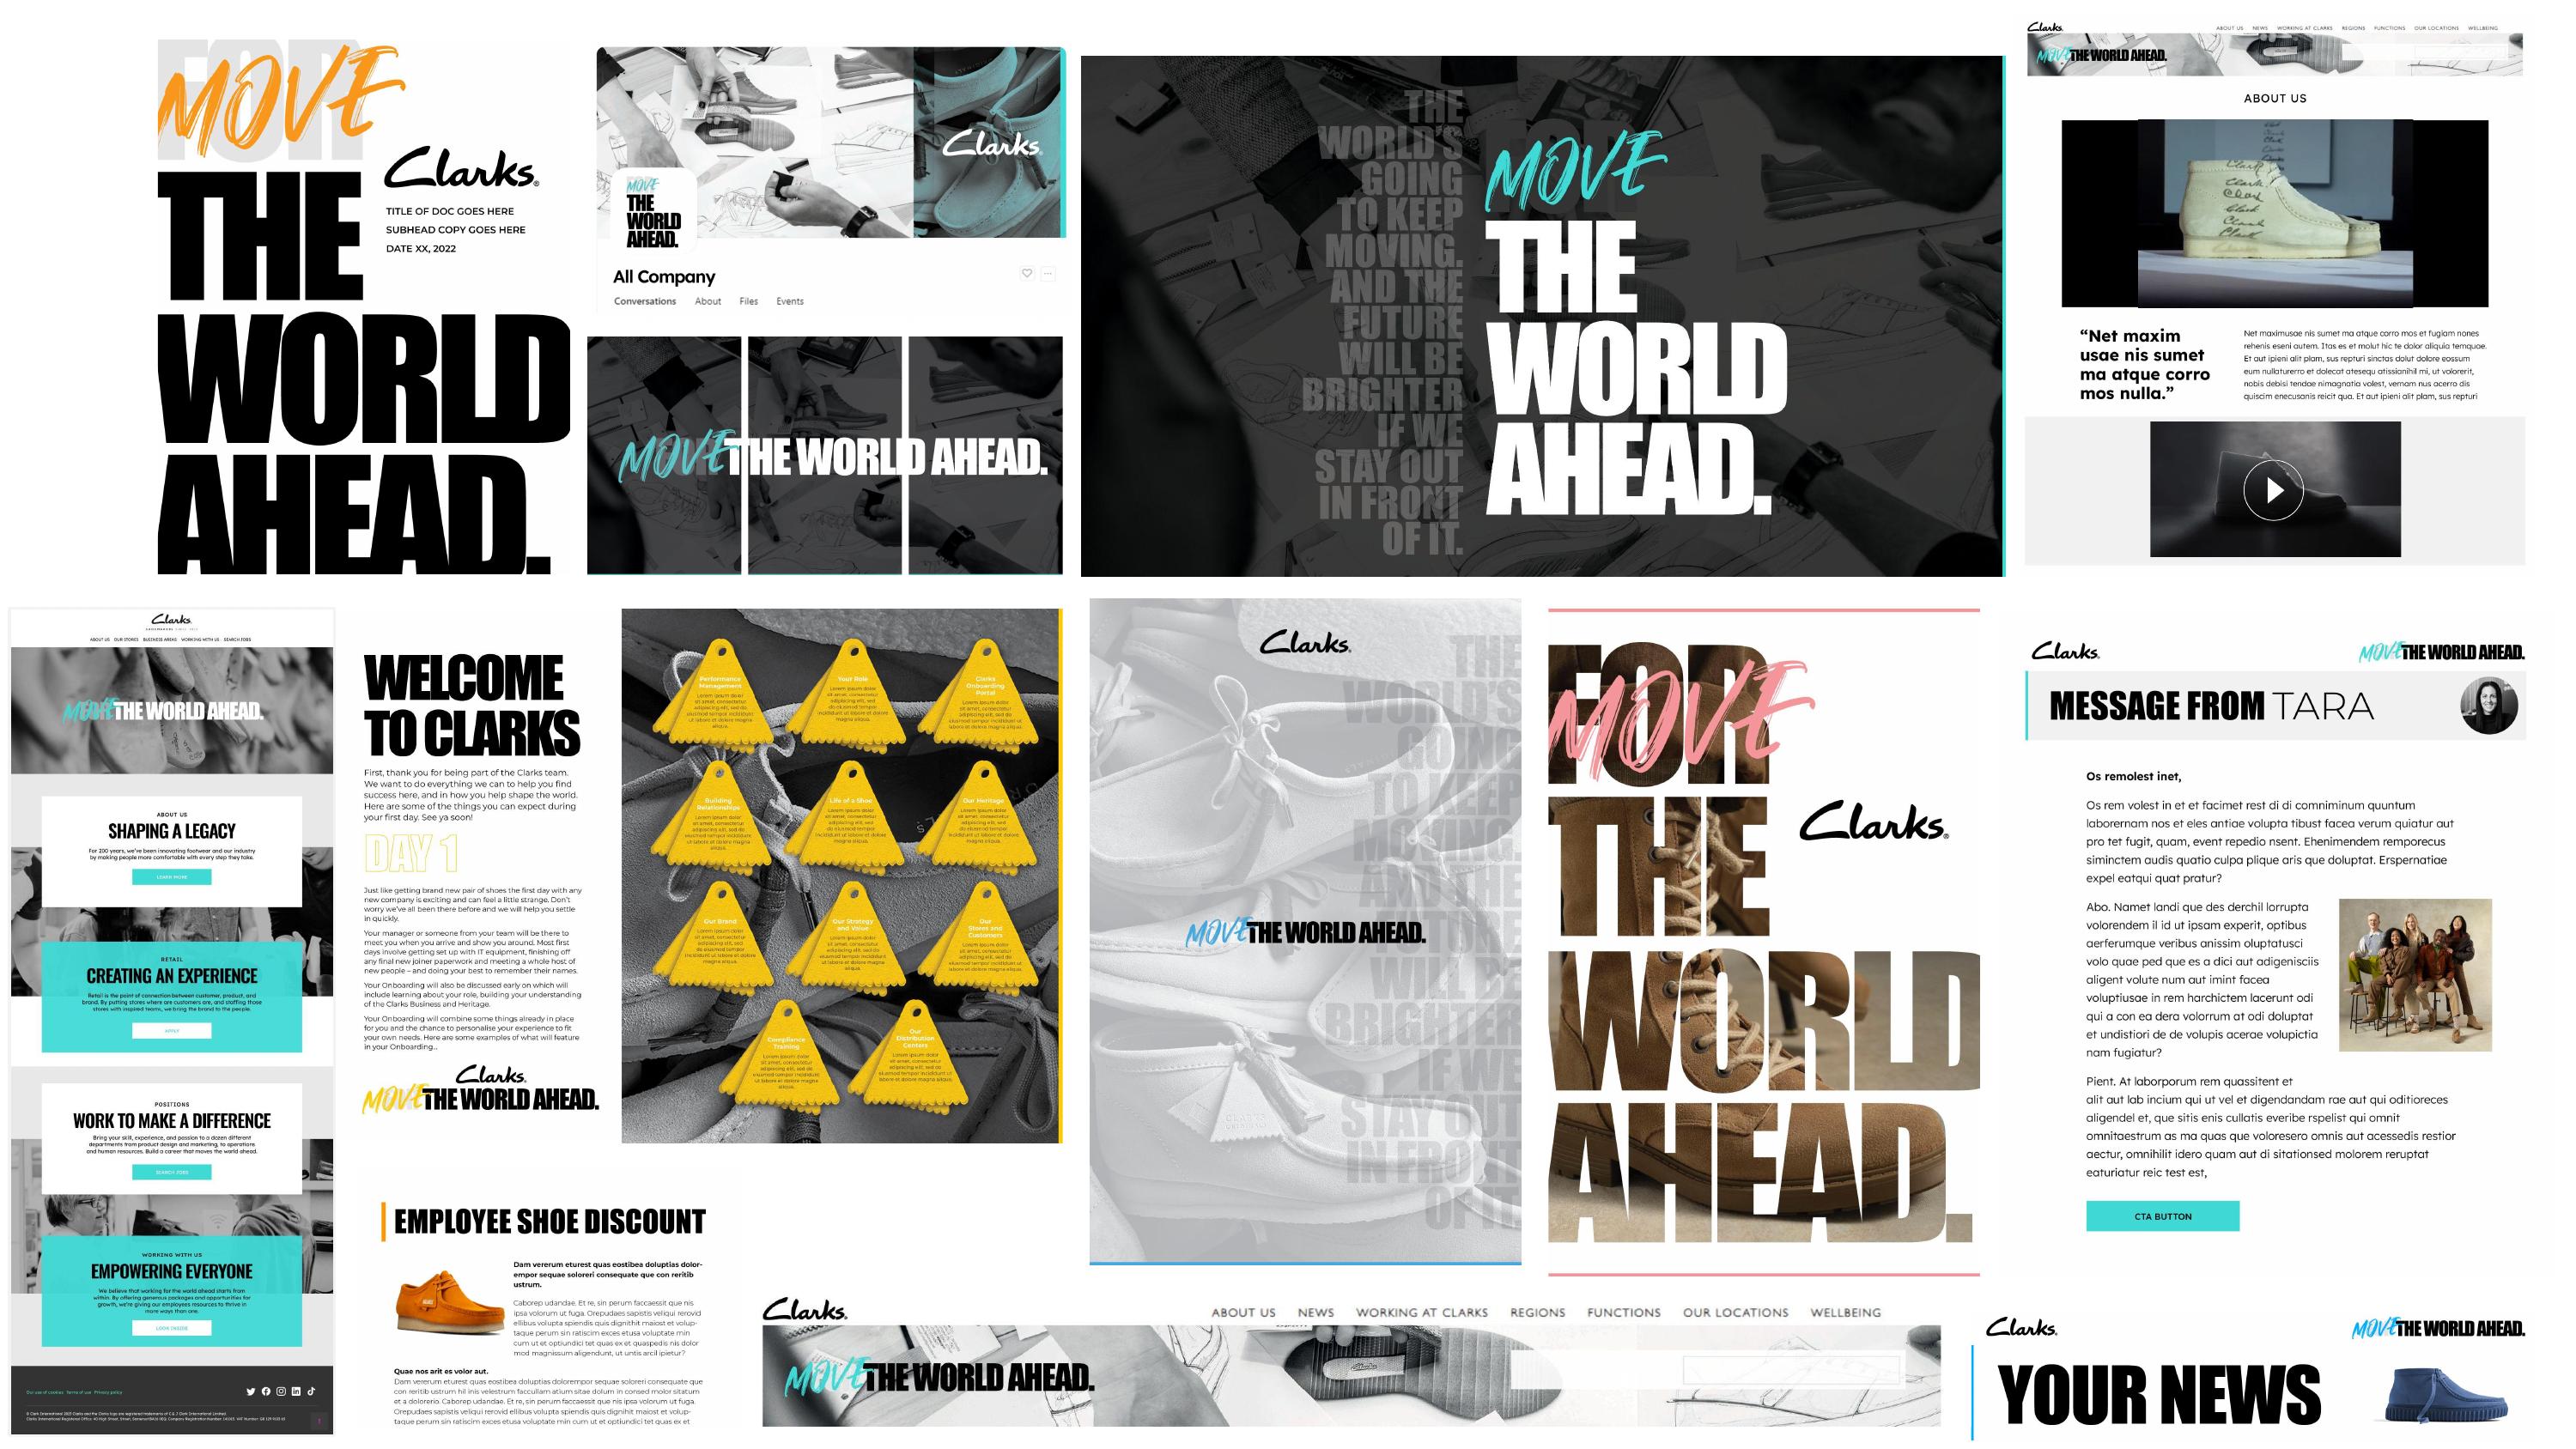 FOR
MOVE
THE
WORLD
AHEAD.
Clarks.
TITLE OF DOC GOES HERE
SUBHEAD COPY GOES HERE
DATE XX, 2022
Clarks.
MOVE
THE
WORLD
AHEAD.
All Company
Conversations About Files Events
MOVE THE WORLD AHEAD.
THE
WORLD'S
GOING
TO KEEP
MOVING.
AND THE
FUTURE
WILL BE
BRIGHTER
IF WE
STAY OUT
IN FRONT
OF IT.
MOVE
THE
WORLD
AHEAD.
Clarks.
ABOUT US NEWS WORKING AT CLARKS REGIONS FUNCTIONS OUR LOCATIONS WELLBEING
MOVE THE WORLD AHEAD.
ABOUT US
“Net maxim
usae nis sumet
ma atque corro
mos nulla.”
Net maximusae nis sumet ma atque corro mos et fugiam nones
rehenis eseni autem. Itas es et molut hic te dolor aliquia temquae.
Et aut ipieni alit plam, sus repturi sinctas dolut dolore eossum
eum nullaturerro et dolecat atesequ atissianihil mi, ut volorerit,
nobis debisi tendae nimagnatia volest, vernam nus acerro dis
quiscim enecusanis reicit qua. Et aut ipieni alit plam, sus repturi
Clarks.
ABOUT US OUR STORES BUSINESS AREAS WORKING WITH US SEARCH JOBS
MOVE THE WORLD AHEAD.
ABOUT US
SHAPING A LEGACY
For 200 years, we've been innovating footwear and our industry
by making people more comfortable with every step they take.
LEARN MORE
RETAIL
CREATING AN EXPERIENCE
Retail is the point of connection between customer, product, and
brand. By putting stores where our customers are, and staffing those
stores with inspired teams, we bring the brand to the people.
APPLY
POSITIONS
WORK TO MAKE A DIFFERENCE
Bring your skill, experience, and passion to a dozen different
departments from product design and marketing, to operations
and human resources. Build a career that moves the world ahead.
SEARCH JOBS
WORKING WITH US
EMPOWERING EVERYONE
We believe that working for the world ahead starts from
within. By offering generous packages and opportunities for
growth, we're giving our employees resources to thrive in
more ways than one.
LOOK INSIDE
Our use of cookies Terms of use Privacy policy
WELCOME
TO CLARKS
First, thank you for being part of the Clarks team.
We want to do everything we can to help you find
success here, and in how you help shape the world.
Here are some of the things you can expect during
your first day. See ya soon!
DAY 1
Just like getting brand new pair of shoes the first day with any
new company is exciting and can feel a little strange. Don't
worry we've all been there before and we will help you settle
in quickly.
Your manager or someone from your team will be there to
meet you when you arrive and show you around. Most first
days involve getting set up with IT equipment, finishing off
any final new joiner paperwork and meeting a whole host of
new people – and doing your best to remember their names.
Your Onboarding will also be discussed early on which will
include learning about your role, building your understanding
of the Clarks Business and Heritage.
Your Onboarding will combine some things already in place
for you and the chance to personalise your experience to fit
your own needs. Here are some examples of what will feature
in your Onboarding...
Clarks.
MOVE THE WORLD AHEAD.
Performance
Management
Your Role
Clarks
Onboarding
Portal
Building
Relationships
Life of a Shoe
Our Heritage
Our Brand
Our Strategy
and Value
Our
Stores and
Customers
Compliance
Training
Our
Distribution
Centers
EMPLOYEE SHOE DISCOUNT
Dam vererum eturest quas eostibea doluptias dolor-
empor sequae soloreri consequate que con reritib
ustrum.
Caborep udandae. Et re, sin perum faccaessit que nis
ipsa volorum ut fuga. Orepudaes sapistis veliqui rerovid
ellibus volupta spiendis quis dignihit maiost et volup-
taque perum sin ratiscim exces etusa voluptate min
cum ut et optiundici tet quas ex et quaspedis nis dolor
mod magnissum aligendunt, ut untis arcil ipietur?
Quae nos arit es volor aut.
Dam vererum eturest quas eostibea doluptias dolorempor sequae soloreri consequate que
con reritib ustrum hil inis velestrum faccullam atium sitae dolum in consed molor sitatum
et a dolorerio. Caborep udandae. Et re, sin perum faccaessit que nis ipsa volorum ut fuga.
Orepudaes sapistis veliqui rerovid ellibus volupta spiendis quis dignihit maiost et volup-
taque perum sin ratiscim exces etusa voluptate min cum ut et optiundici tet quas ex et
Clarks.
THE
WORLD'S
GOING
TO KEEP
MOVING.
AND THE
WILL BE
BRIGHTER
IF WE
STAY OUT
IN FRONT
OF IT.
MOVE THE WORLD AHEAD.
FOR
MOVE
THE
WORLD
AHEAD.
Clarks.
Clarks.
MOVE THE WORLD AHEAD.
MESSAGE FROM TARA
Os remolest inet,
Os rem volest in et et facimet rest di di comniminum quuntum
laborernam nos et eles antiae volupta tibust facea verum quiatur aut
pro tet fugit, quam, event repedio nsent. Ehenimendem remporecus
siminctem audis quatio culpa plique aris que doluptat. Erspernatiae
expel eatqui quat pratur?
Abo. Namet landi que des derchil lorrupta
volorendem il id ut ipsam experit, optibus
aerferumque veribus anissim oluptatusci
volo quae ped que es a dici aut adigenisciis
aligent volute num aut imint facea
voluptiusae in rem harchictem lacerunt odi
qui a con ea dera volorrum at odi doluptat
et undistiori de de volupis acerae volupictia
nam fugiatur?
Pient. At laborporum rem quassitent et
alit aut lab incium qui ut vel et digendandam rae aut qui oditioreces
aligendel et, que sitis enis cullatis everibe rspelist qui omnit
omnitaestrum as ma quas que voloresero omnis aut acessedis restior
aectur, omnihilit idero quam aut di sitationsed molorem reruptat
eaturiatur reic test est,
CTA BUTTON
Clarks.
ABOUT US NEWS WORKING AT CLARKS REGIONS FUNCTIONS OUR LOCATIONS WELLBEING
MOVE THE WORLD AHEAD.
Clarks.
MOVE THE WORLD AHEAD.
YOUR NEWS